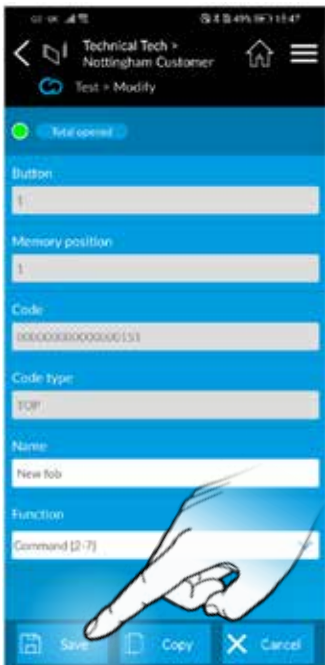 Technical Tech >
Nottingham Customer
Test > Modify
Total opened
Button
1
Memory position
1
Code
Code type
TOP
Name
New fob
Function
Command [2-7]
Save
Copy
Cancel